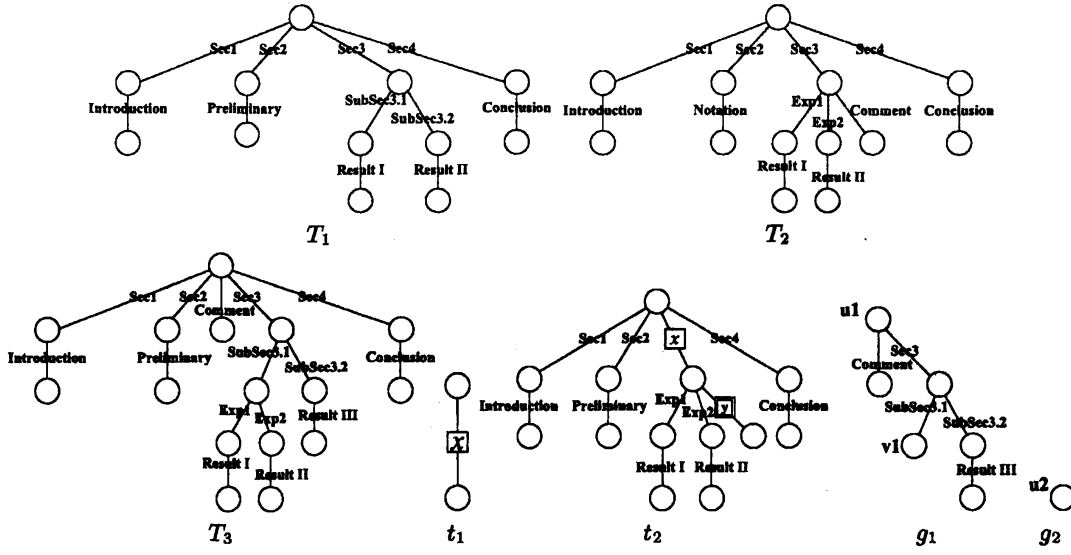 Sec1 Sec2 Sec3 Sec4
Introduction Preliminary SubSec3.1 Conclusion
SubSec3.2
Result I Result II
T1
Sec1 Sec2 Sec3 Sec4
Introduction Notation Exp1 Exp2 Comment Conclusion
Result I Result II
T2
Sec1 Sec2 Comment Sec3 Sec4
Introduction Preliminary SubSec3.1 Conclusion
SubSec3.2
Exp1 Exp2 Result III
Result I
Result II
T3
x
t1
x
Sec1 Sec2 Sec4
Introduction Preliminary Exp1 Exp2 y Conclusion
Result I Result II
t2
u1
Sec3
Comment
SubSec3.1
SubSec3.2
v1
Result III
g1
u2
g2